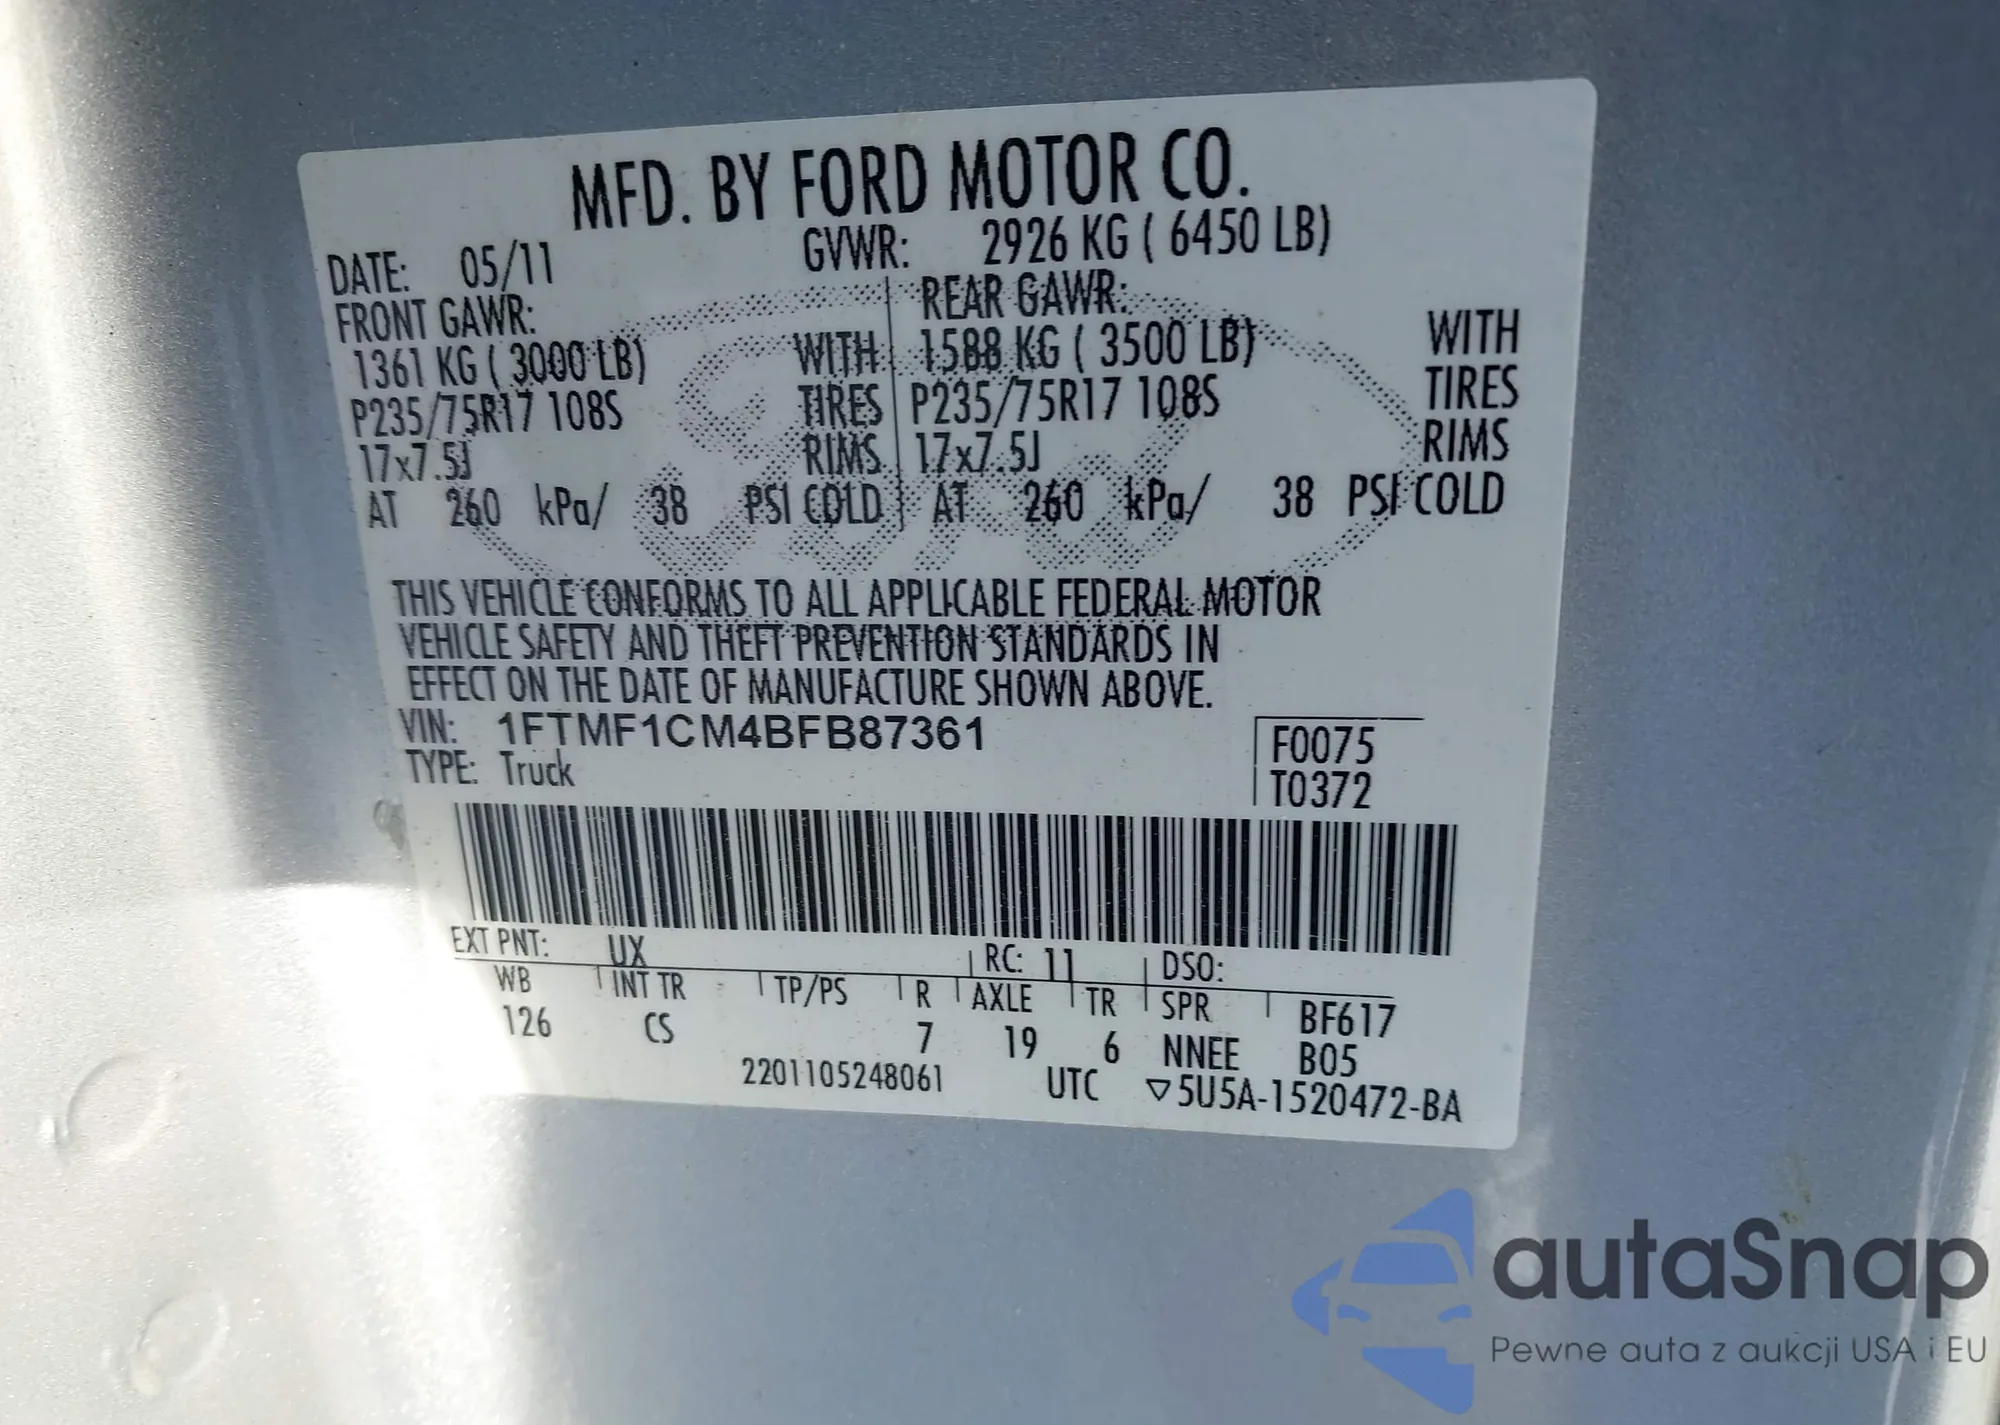 MFD. BY FORD MOTOR CO.
DATE: 05/11 GVWR: 2926 KG ( 6450 LB)
FRONT GAWR: REAR GAWR:
1361 KG ( 3000 LB) WITH 1588 KG ( 3500 LB) WITH
P235/75R17 108S TIRES P235/75R17 108S TIRES
17x7.5J RIMS 17x7.5J RIMS
AT 260 kPa/ 38 PSI COLD AT 260 kPa/ 38 PSI COLD
THIS VEHICLE CONFORMS TO ALL APPLICABLE FEDERAL MOTOR
VEHICLE SAFETY AND THEFT PREVENTION STANDARDS IN
EFFECT ON THE DATE OF MANUFACTURE SHOWN ABOVE.
VIN: 1FTMF1CM4BFB87361 F0075
TYPE: Truck T0372
EXT PNT: UX RC: 11 DSO:
WB INT TR TP/PS R AXLE TR SPR BF617
126 CS 7 19 6 NNEE B05
2201105248061 UTC ▽5U5A-1520472-BA
autaSnap
Pewne auta z aukcji USA i EU